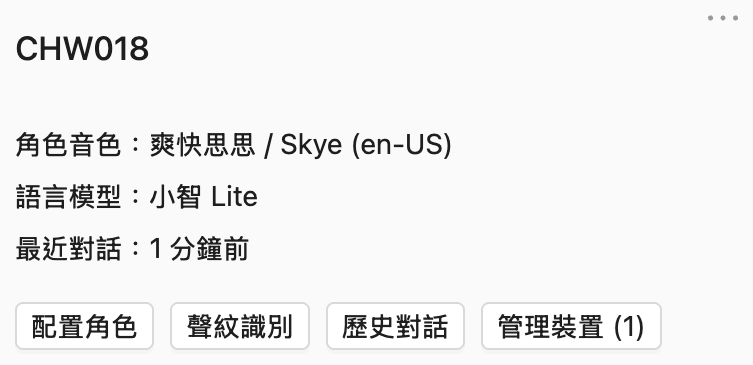 CHW018
角色音色：爽快思思 / Skye (en-US)
語言模型：小智 Lite
最近對話：1 分鐘前
配置角色 聲紋識別 歷史對話 管理裝置 (1)